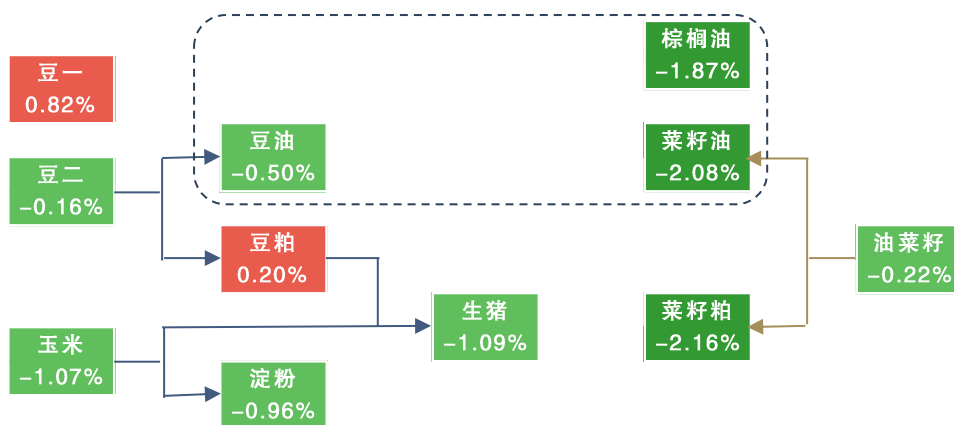 棕榈油
-1.87%
豆一
0.82%
豆油
-0.50%
菜籽油
-2.08%
豆二
-0.16%
豆粕
0.20%
油菜籽
-0.22%
生猪
-1.09%
菜籽粕
-2.16%
玉米
-1.07%
淀粉
-0.96%